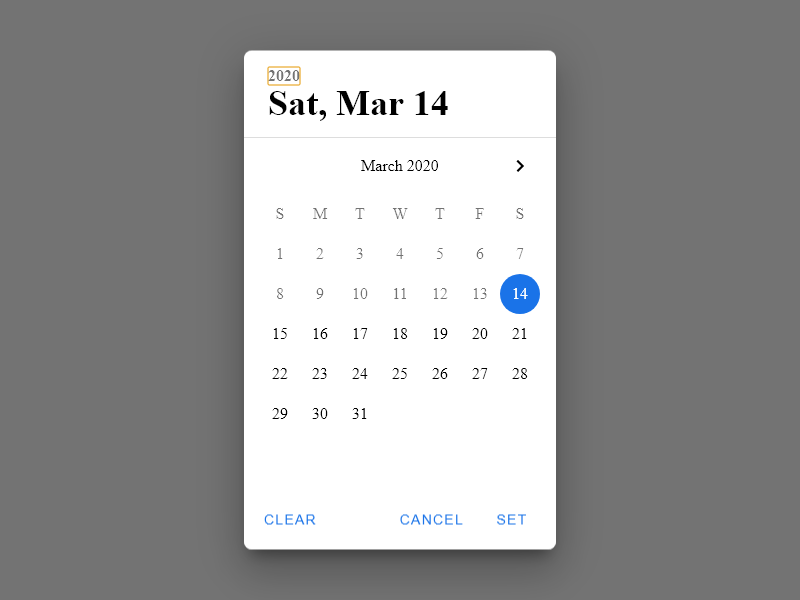 2020
Sat, Mar 14
March 2020
S M T W T F S
1 2 3 4 5 6 7
8 9 10 11 12 13 14
15 16 17 18 19 20 21
22 23 24 25 26 27 28
29 30 31
CLEAR CANCEL SET